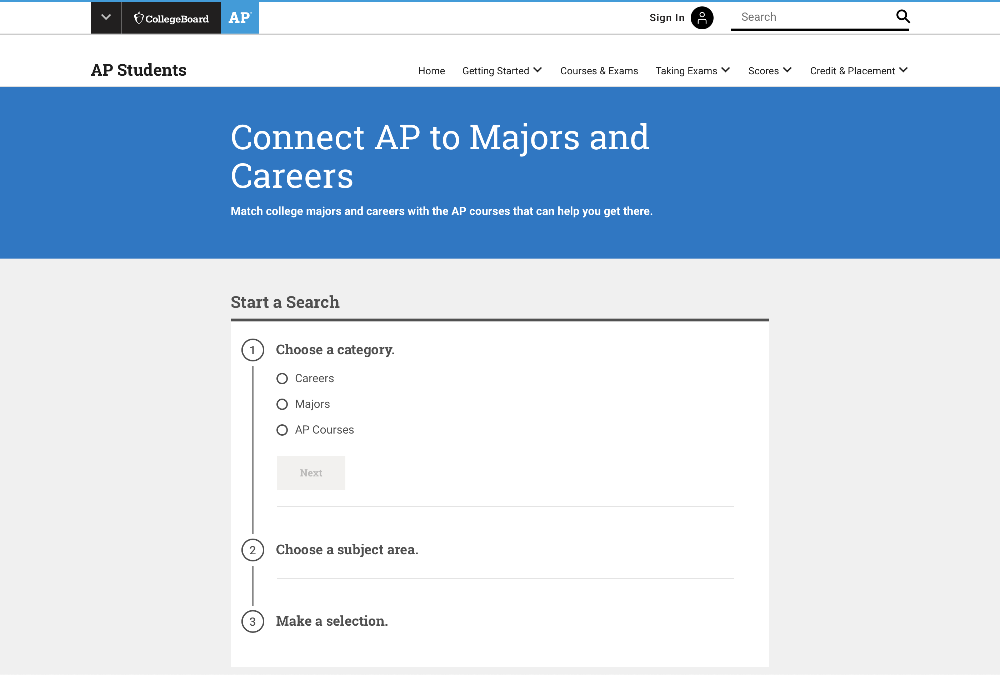 CollegeBoard
AP®
Sign In
Search
AP Students
Home
Getting Started
Courses & Exams
Taking Exams
Scores
Credit & Placement
Connect AP to Majors and
Careers
Match college majors and careers with the AP courses that can help you get there.
Start a Search
1 Choose a category.
Careers
Majors
AP Courses
Next
2 Choose a subject area.
3 Make a selection.